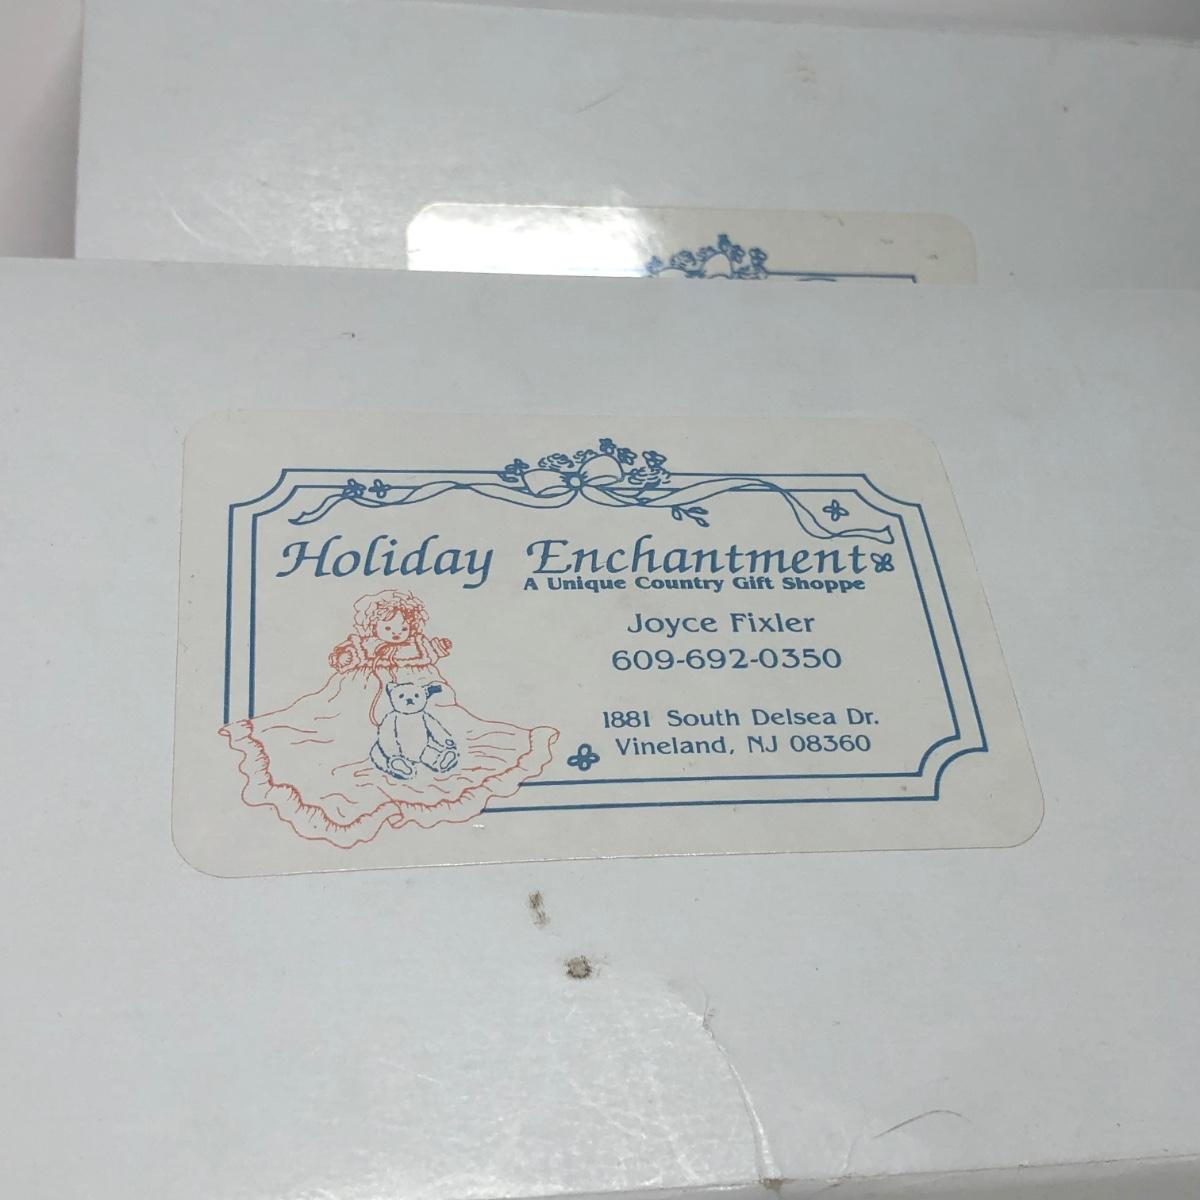 Holiday Enchantment
A Unique Country Gift Shoppe
Joyce Fixler
609-692-0350
1881 South Delsea Dr.
Vineland, NJ 08360